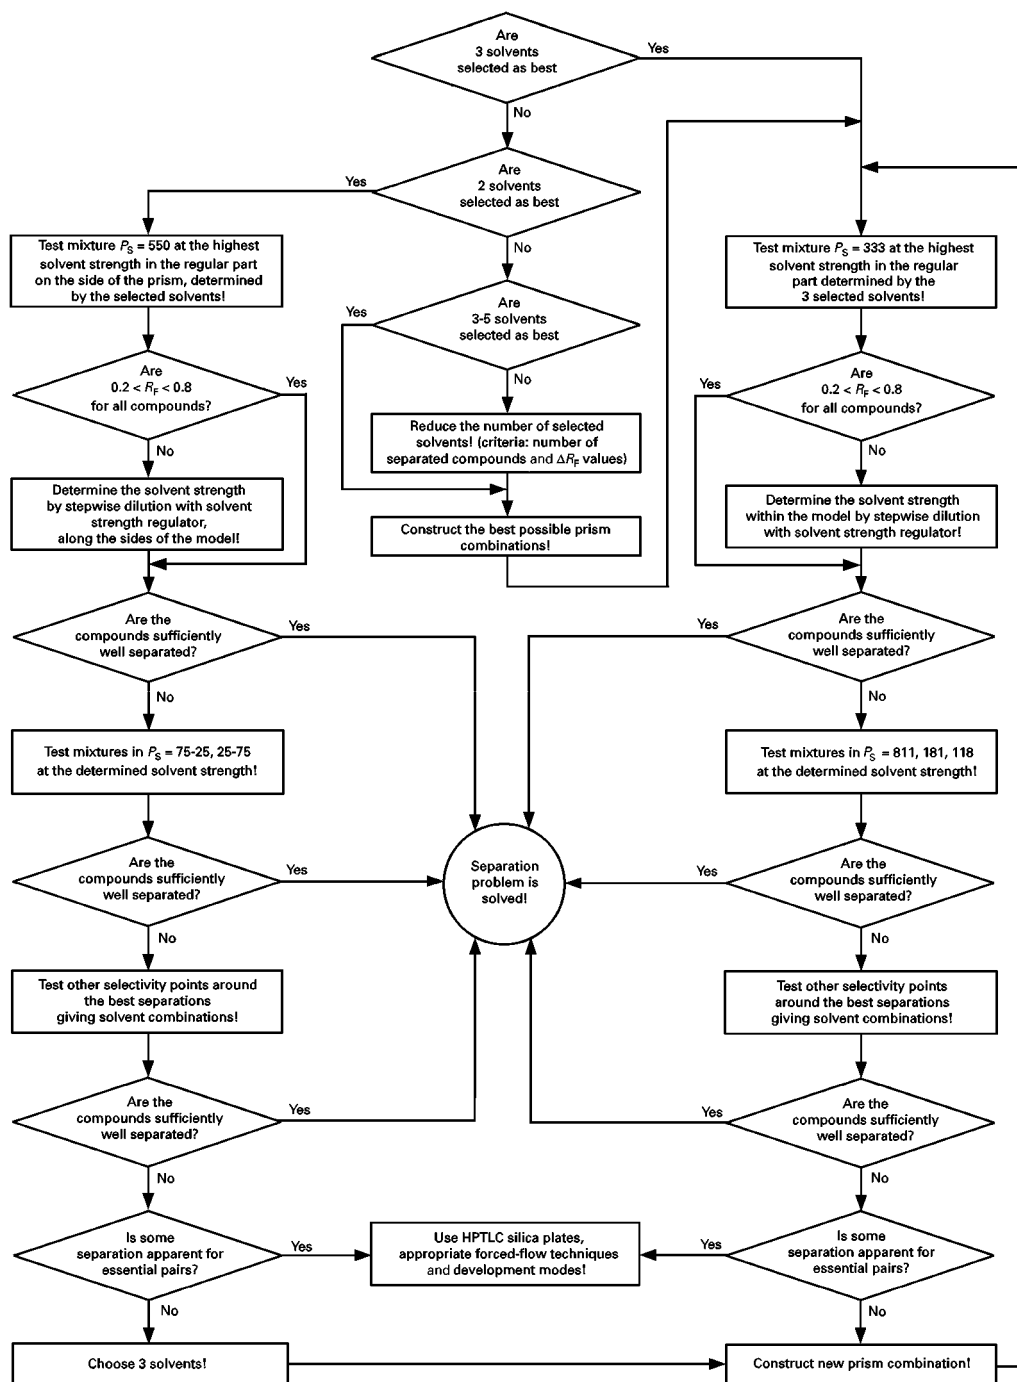 Are
3 solvents
selected as best
Yes
No
Are
2 solvents
selected as best
Yes
No
Test mixture PS = 550 at the highest
solvent strength in the regular part
on the side of the prism, determined
by the selected solvents!
Are
3-5 solvents
selected as best
Yes
No
Test mixture PS = 333 at the highest
solvent strength in the regular
part determined by the
3 selected solvents!
Are
0.2 < RF < 0.8
for all compounds?
Yes
No
Reduce the number of selected
solvents! (criteria: number of
separated compounds and ΔRF values)
Are
0.2 < RF < 0.8
for all compounds?
Yes
No
Determine the solvent strength
by stepwise dilution with solvent
strength regulator,
along the sides of the model!
Construct the best possible prism
combinations!
Determine the solvent strength
within the model by stepwise dilution
with solvent strength regulator!
Are the
compounds sufficiently
well separated?
Yes
No
Are the
compounds sufficiently
well separated?
Yes
No
Test mixtures in PS = 75-25, 25-75
at the determined solvent strength!
Test mixtures in PS = 811, 181, 118
at the determined solvent strength!
Are the
compounds sufficiently
well separated?
Yes
No
Separation
problem is
solved!
Are the
compounds sufficiently
well separated?
Yes
No
Test other selectivity points around
the best separations
giving solvent combinations!
Test other selectivity points
around the best separations
giving solvent combinations!
Are the
compounds sufficiently
well separated?
Yes
No
Are the
compounds sufficiently
well separated?
Yes
No
Is some
separation apparent for
essential pairs?
Yes
No
Use HPTLC silica plates,
appropriate forced-flow techniques
and development modes!
Is some
separation apparent for
essential pairs?
Yes
No
Choose 3 solvents!
Construct new prism combination!